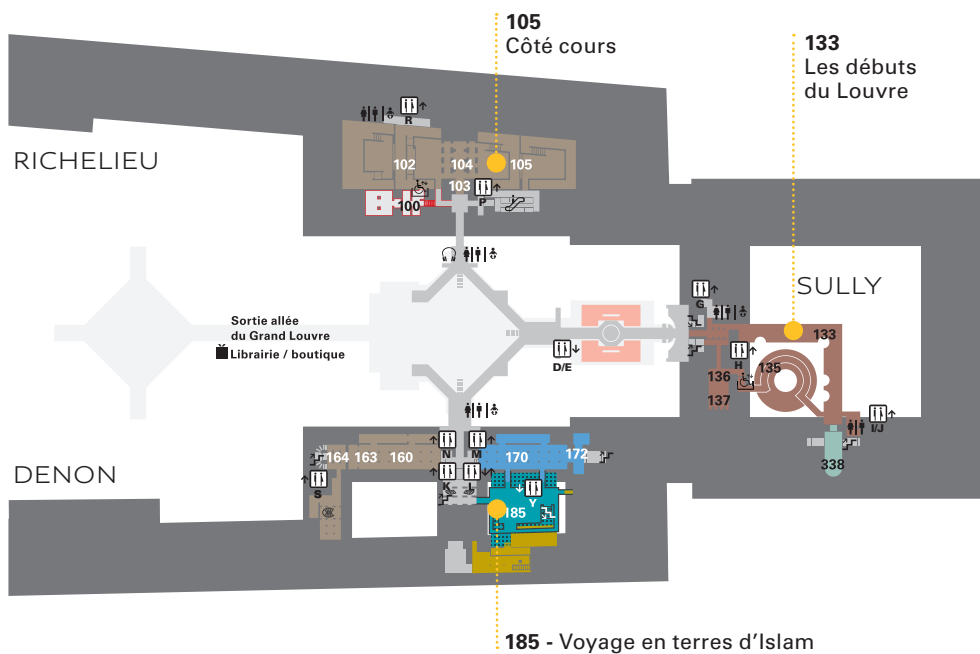 105
Côté cours
133
Les débuts
du Louvre
RICHELIEU
R
102
104
105
103
P
100
SULLY
G
Sortie allée
du Grand Louvre
Librairie / boutique
133
D/E
H
135
136
137
I/J
338
DENON
164
163
160
N
M
170
172
S
K
L
Y
185
185 - Voyage en terres d’Islam